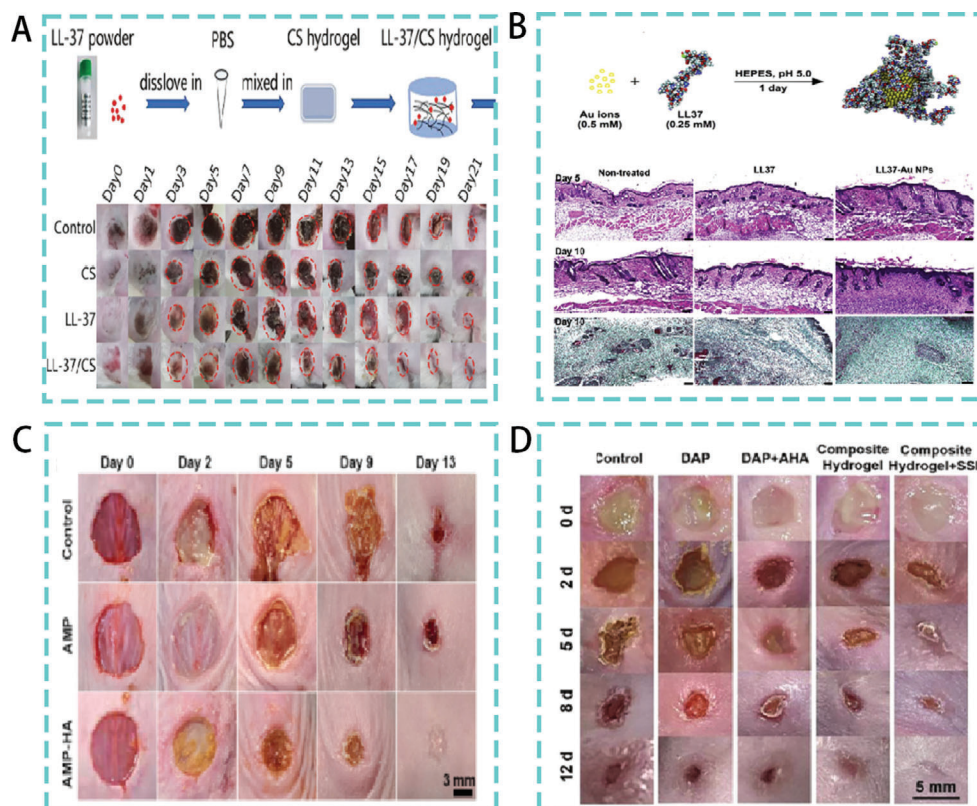 A
LL-37 powder
PBS
CS hydrogel
LL-37/CS hydrogel
disslove in
mixed in
Day0
Day1
Day3
Day5
Day7
Day9
Day11
Day13
Day15
Day17
Day19
Day21
Control
CS
LL-37
LL-37/CS
B
Au ions
(0.5 mM)
+
LL37
(0.25 mM)
HEPES, pH 5.0
1 day
Non-treated
LL37
LL37-Au NPs
Day 5
Day 10
Day 10
C
Day 0
Day 2
Day 5
Day 9
Day 13
Control
AMP
AMP-HA
3 mm
D
Control
DAP
DAP+AHA
Composite
Hydrogel
Composite
0 d
2 d
8 d
12 d
5 mm